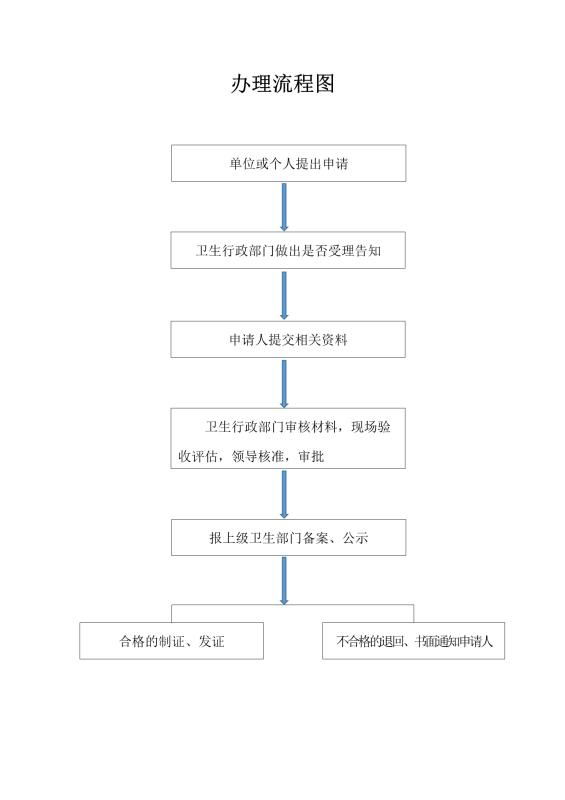 办理流程图
单位或个人提出申请
卫生行政部门做出是否受理告知
申请人提交相关资料
卫生行政部门审核材料，现场验
收评估，领导核准，审批
报上级卫生部门备案、公示
合格的制证、发证
不合格的退回、书面通知申请人